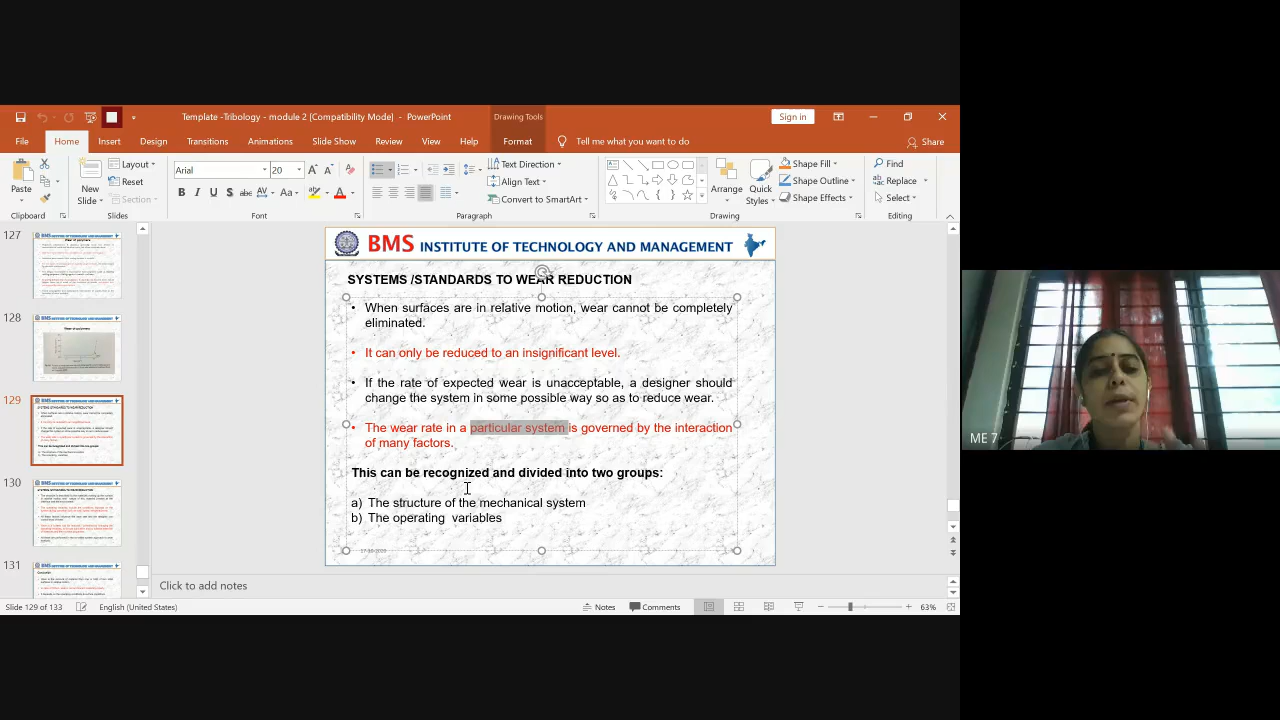 Template -Tribology - module 2 [Compatibility Mode] - PowerPoint
Drawing Tools
Sign in
File
Home
Insert
Design
Transitions
Animations
Slide Show
Review
View
Help
Format
Tell me what you want to do
Share
Paste
New Slide
Layout
Reset
Section
Arial
20
Text Direction
Align Text
Convert to SmartArt
Arrange
Quick Styles
Shape Fill
Shape Outline
Shape Effects
Find
Replace
Select
Clipboard
Slides
Font
Paragraph
Drawing
Editing
127
128
129
130
131
BMS INSTITUTE OF TECHNOLOGY AND MANAGEMENT
SYSTEMS /STANDARDS TO WEAR REDUCTION
• When surfaces are in relative motion, wear cannot be completely
eliminated.
• It can only be reduced to an insignificant level.
• If the rate of expected wear is unacceptable, a designer should
change the system in some positive way so as to reduce wear.
• The wear rate in a practical system is governed by the interaction
of many factors.
This can be recognized and divided into two groups:
a) The structure of the mechanical system
b) The operating variables
17-10-2020
Click to add notes
Slide 129 of 133
English (United States)
Notes
Comments
63%
ME 7